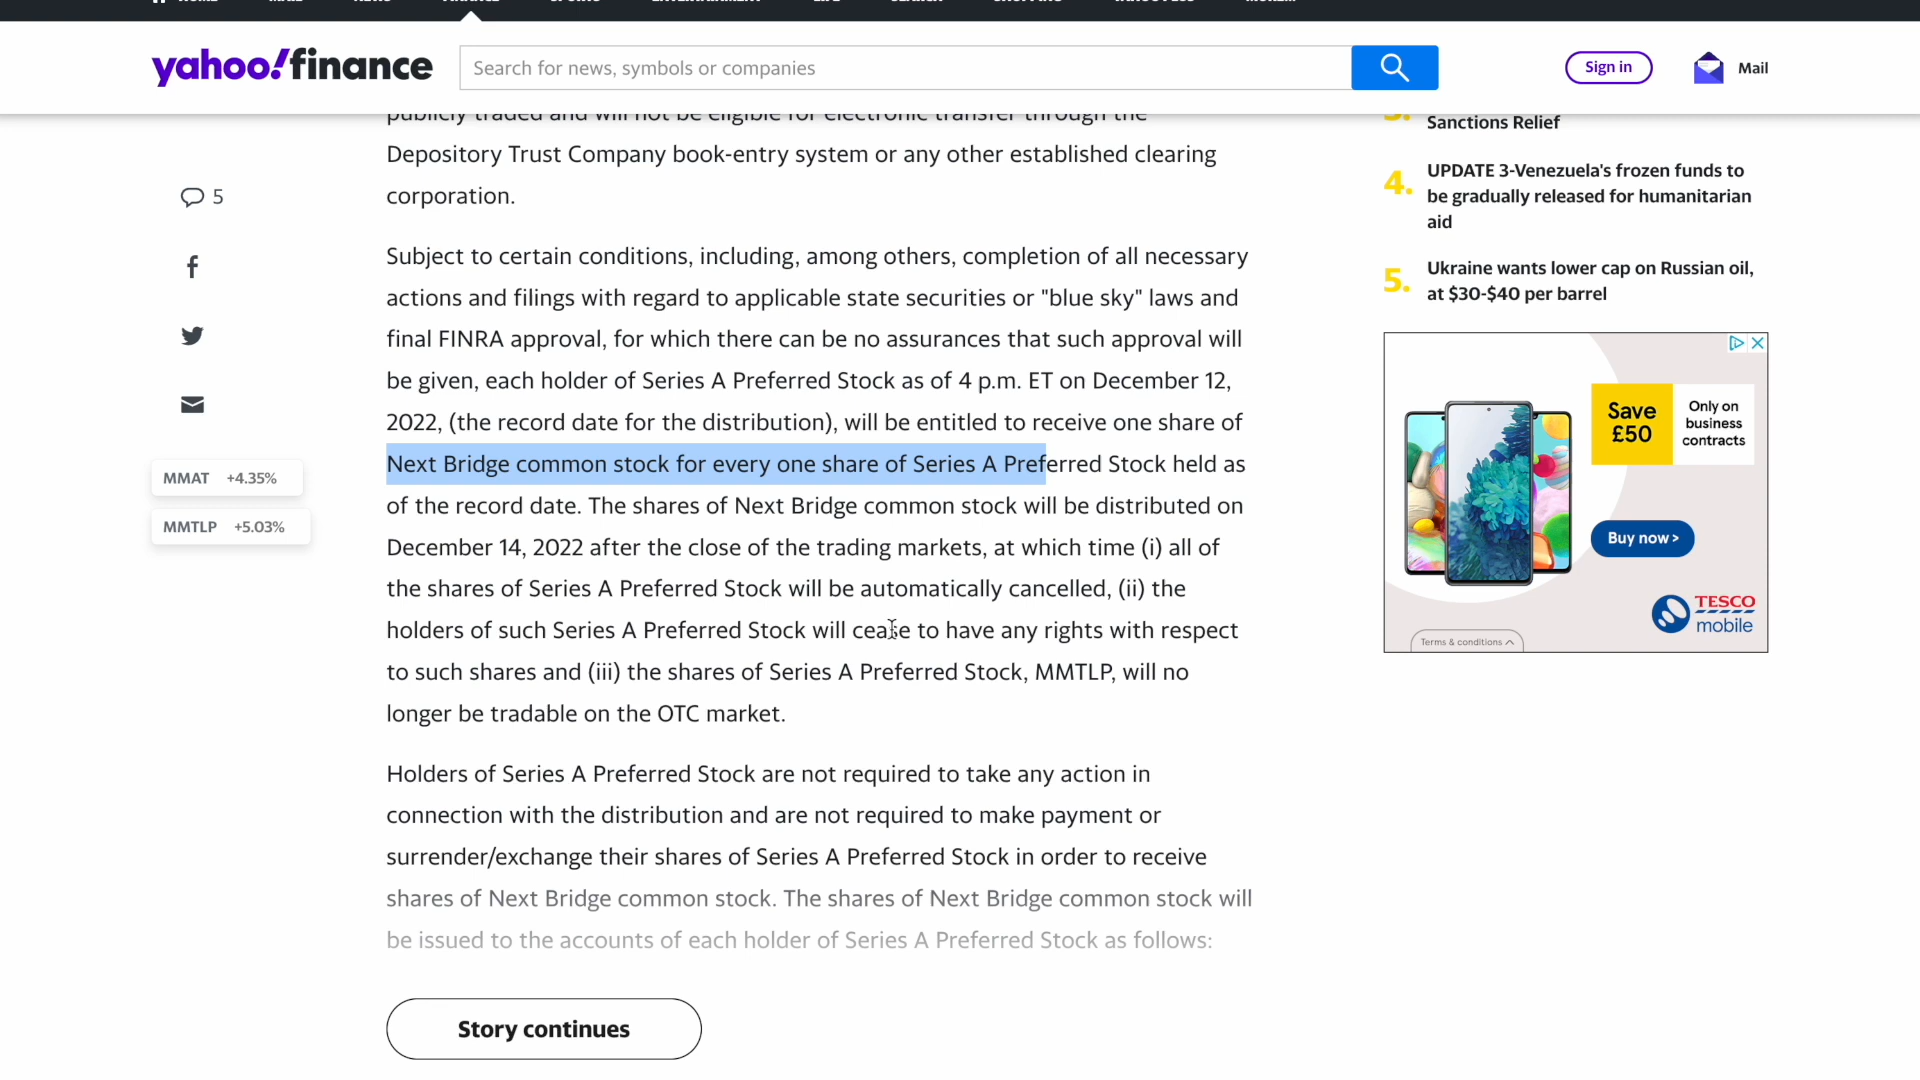 yahoo!finance
Search for news, symbols or companies
Sign in
Mail
publicly traded and will not be eligible for electronic transfer through the
Depository Trust Company book-entry system or any other established clearing
corporation.
5
Subject to certain conditions, including, among others, completion of all necessary
actions and filings with regard to applicable state securities or "blue sky" laws and
final FINRA approval, for which there can be no assurances that such approval will
be given, each holder of Series A Preferred Stock as of 4 p.m. ET on December 12,
2022, (the record date for the distribution), will be entitled to receive one share of
Next Bridge common stock for every one share of Series A Preferred Stock held as
of the record date. The shares of Next Bridge common stock will be distributed on
December 14, 2022 after the close of the trading markets, at which time (i) all of
the shares of Series A Preferred Stock will be automatically cancelled, (ii) the
holders of such Series A Preferred Stock will cease to have any rights with respect
to such shares and (iii) the shares of Series A Preferred Stock, MMTLP, will no
longer be tradable on the OTC market.
MMAT +4.35%
MMTLP +5.03%
Holders of Series A Preferred Stock are not required to take any action in
connection with the distribution and are not required to make payment or
surrender/exchange their shares of Series A Preferred Stock in order to receive
shares of Next Bridge common stock. The shares of Next Bridge common stock will
be issued to the accounts of each holder of Series A Preferred Stock as follows:
Story continues
Sanctions Relief
4. UPDATE 3-Venezuela's frozen funds to
be gradually released for humanitarian
aid
5. Ukraine wants lower cap on Russian oil,
at $30-$40 per barrel
Save
£50
Only on
business
contracts
Buy now >
TESCO
mobile
Terms & conditions